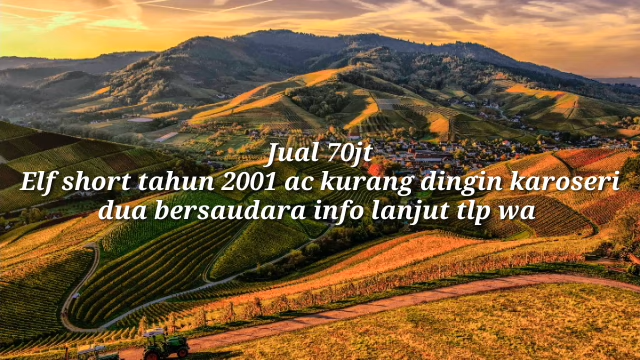 Jual 70jt
Elf short tahun 2001 ac kurang dingin karoseri
dua bersaudara info lanjut tlp wa